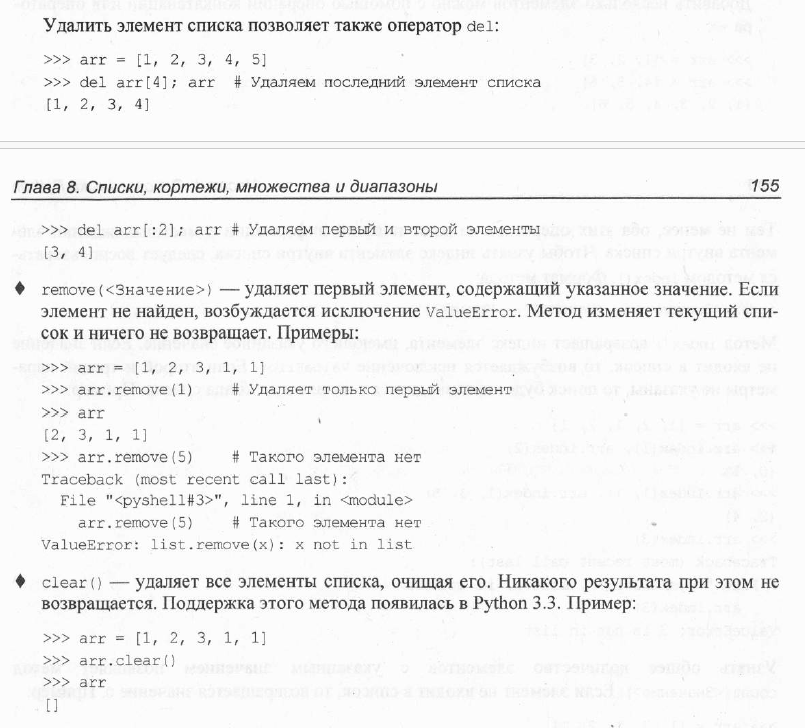 Удалить элемент списка позволяет также оператор del:
>>> arr = [1, 2, 3, 4, 5]
>>> del arr[4]; arr # Удаляем последний элемент списка
[1, 2, 3, 4]
Глава 8. Списки, кортежи, множества и диапазоны 155
>>> del arr[:2]; arr # Удаляем первый и второй элементы
[3, 4]
♦ remove(<Значение>) — удаляет первый элемент, содержащий указанное значение. Если
элемент не найден, возбуждается исключение ValueError. Метод изменяет текущий спи-
сок и ничего не возвращает. Примеры:
>>> arr = [1, 2, 3, 1, 1]
>>> arr.remove(1) # Удаляет только первый элемент
>>> arr
[2, 3, 1, 1]
>>> arr.remove(5) # Такого элемента нет
Traceback (most recent call last):
File "<pyshell#3>", line 1, in <module>
arr.remove(5) # Такого элемента нет
ValueError: list.remove(x): x not in list
♦ clear() — удаляет все элементы списка, очищая его. Никакого результата при этом не
возвращается. Поддержка этого метода появилась в Python 3.3. Пример:
>>> arr = [1, 2, 3, 1, 1]
>>> arr.clear()
>>> arr
[]